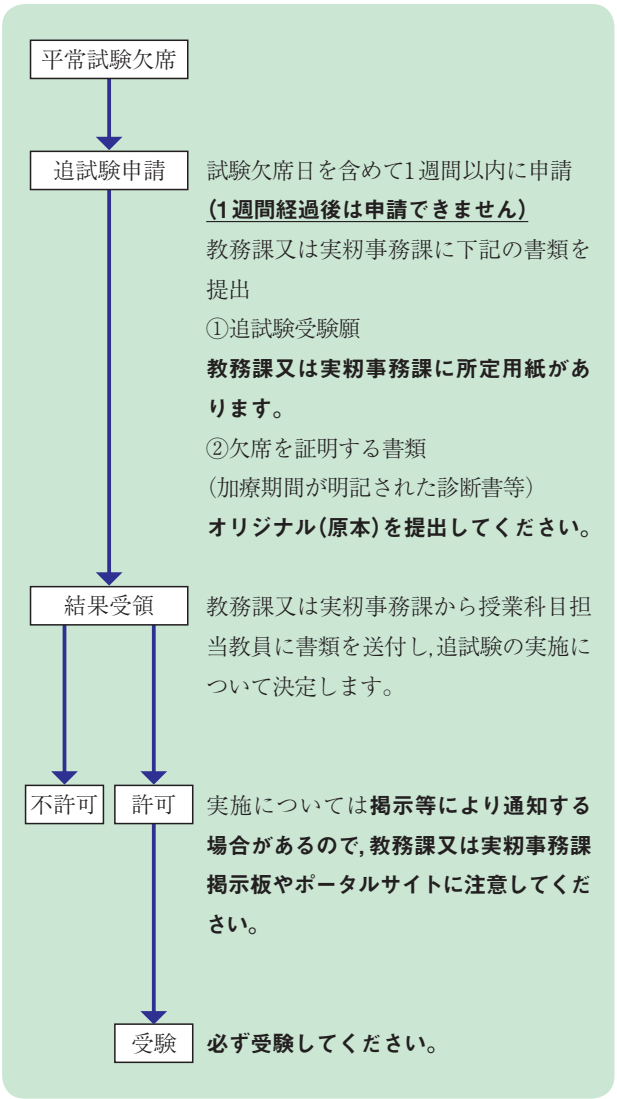 平常試験欠席
追試験申請
試験欠席日を含めて1週間以内に申請
(1週間経過後は申請できません)
教務課又は実籾事務課に下記の書類を
提出
①追試験受験願
教務課又は実籾事務課に所定用紙があ
ります。
②欠席を証明する書類
(加療期間が明記された診断書等)
オリジナル(原本)を提出してください。
結果受領
教務課又は実籾事務課から授業科目担
当教員に書類を送付し,追試験の実施に
ついて決定します。
不許可
許可
実施については掲示等により通知する
場合があるので,教務課又は実籾事務課
掲示板やポータルサイトに注意してくだ
さい。
受験
必ず受験してください。